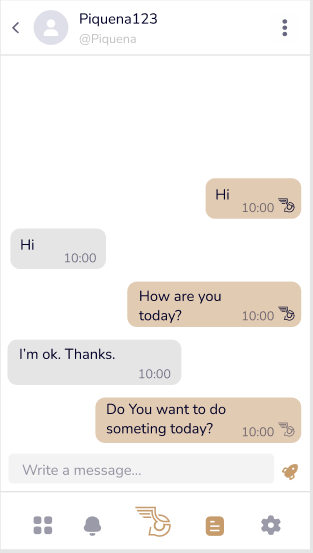 Piquena123
@Piquena
Hi
10:00
Hi
10:00
How are you
today?
10:00
I'm ok. Thanks.
10:00
Do You want to do
someting today?
10:00
Write a message...